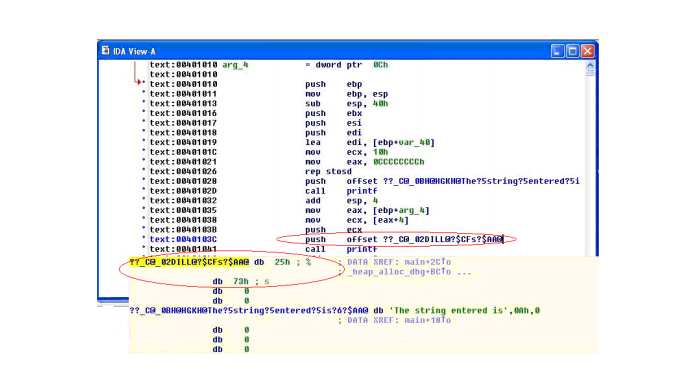 IDA View-A
text:00401010 arg_4 = dword ptr 0Ch
text:00401010
text:00401010 push ebp
text:00401011 mov ebp, esp
text:00401013 sub esp, 40h
text:00401016 push ebx
text:00401017 push esi
text:00401018 push edi
text:00401019 lea edi, [ebp+var_40]
text:0040101C mov ecx, 10h
text:00401021 mov eax, 0CCCCCCCCh
text:00401026 rep stosd
text:00401028 push offset ??_C@_0BH@HGKH@The?5string?5entered?5i
text:0040102D call printf
text:00401032 add esp, 4
text:00401035 mov eax, [ebp+arg_4]
text:00401038 mov ecx, [eax+4]
text:0040103B push ecx
text:0040103C push offset ??_C@_02DILL@?$CFs?$AA@
text:00401041 call printf
??_C@_02DILL@?$CFs?$AA@ db 25h ; % ; DATA XREF: main+2C↑o
; _heap_alloc_dbg+BC↑o ...
db 73h ; s
db 0
db 0
??_C@_0BH@HGKH@The?5string?5entered?5is?6?$AA@ db 'The string entered is',0Ah,0
; DATA XREF: main+18↑o
db 0
db 0